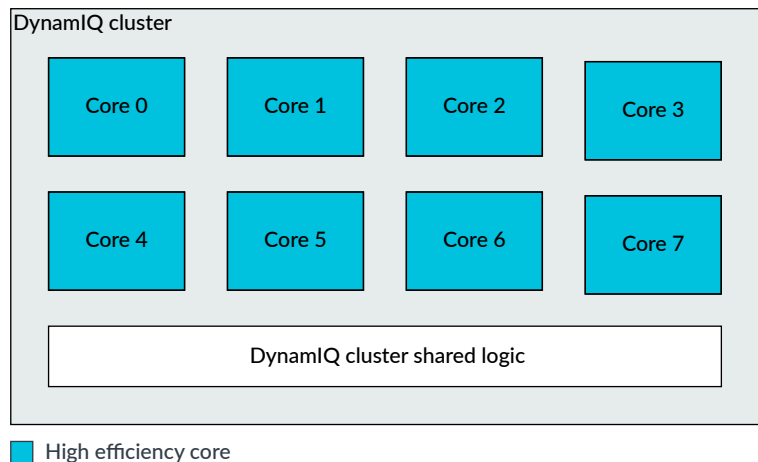 DynamIQ cluster
Core 0
Core 1
Core 2
Core 3
Core 4
Core 5
Core 6
Core 7
DynamIQ cluster shared logic
High efficiency core